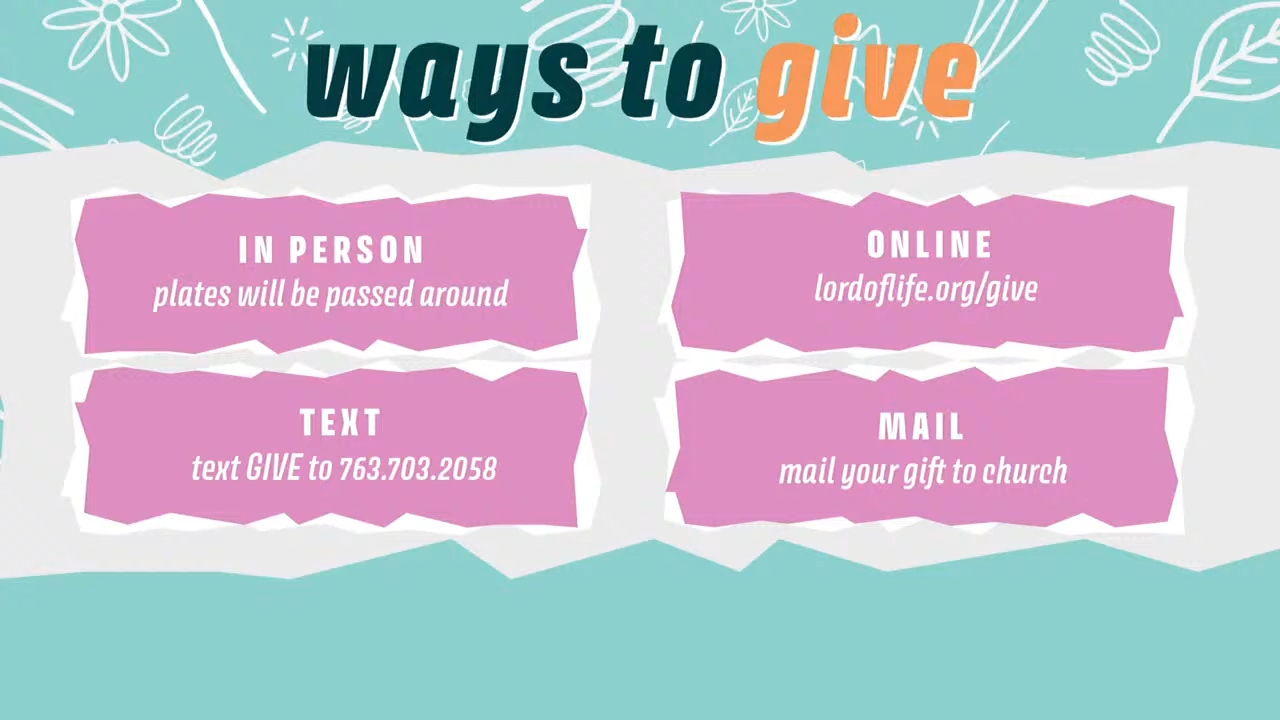 ways to give
IN PERSON
plates will be passed around
ONLINE
lordoflife.org/give
TEXT
text GIVE to 763.703.2058
MAIL
mail your gift to church